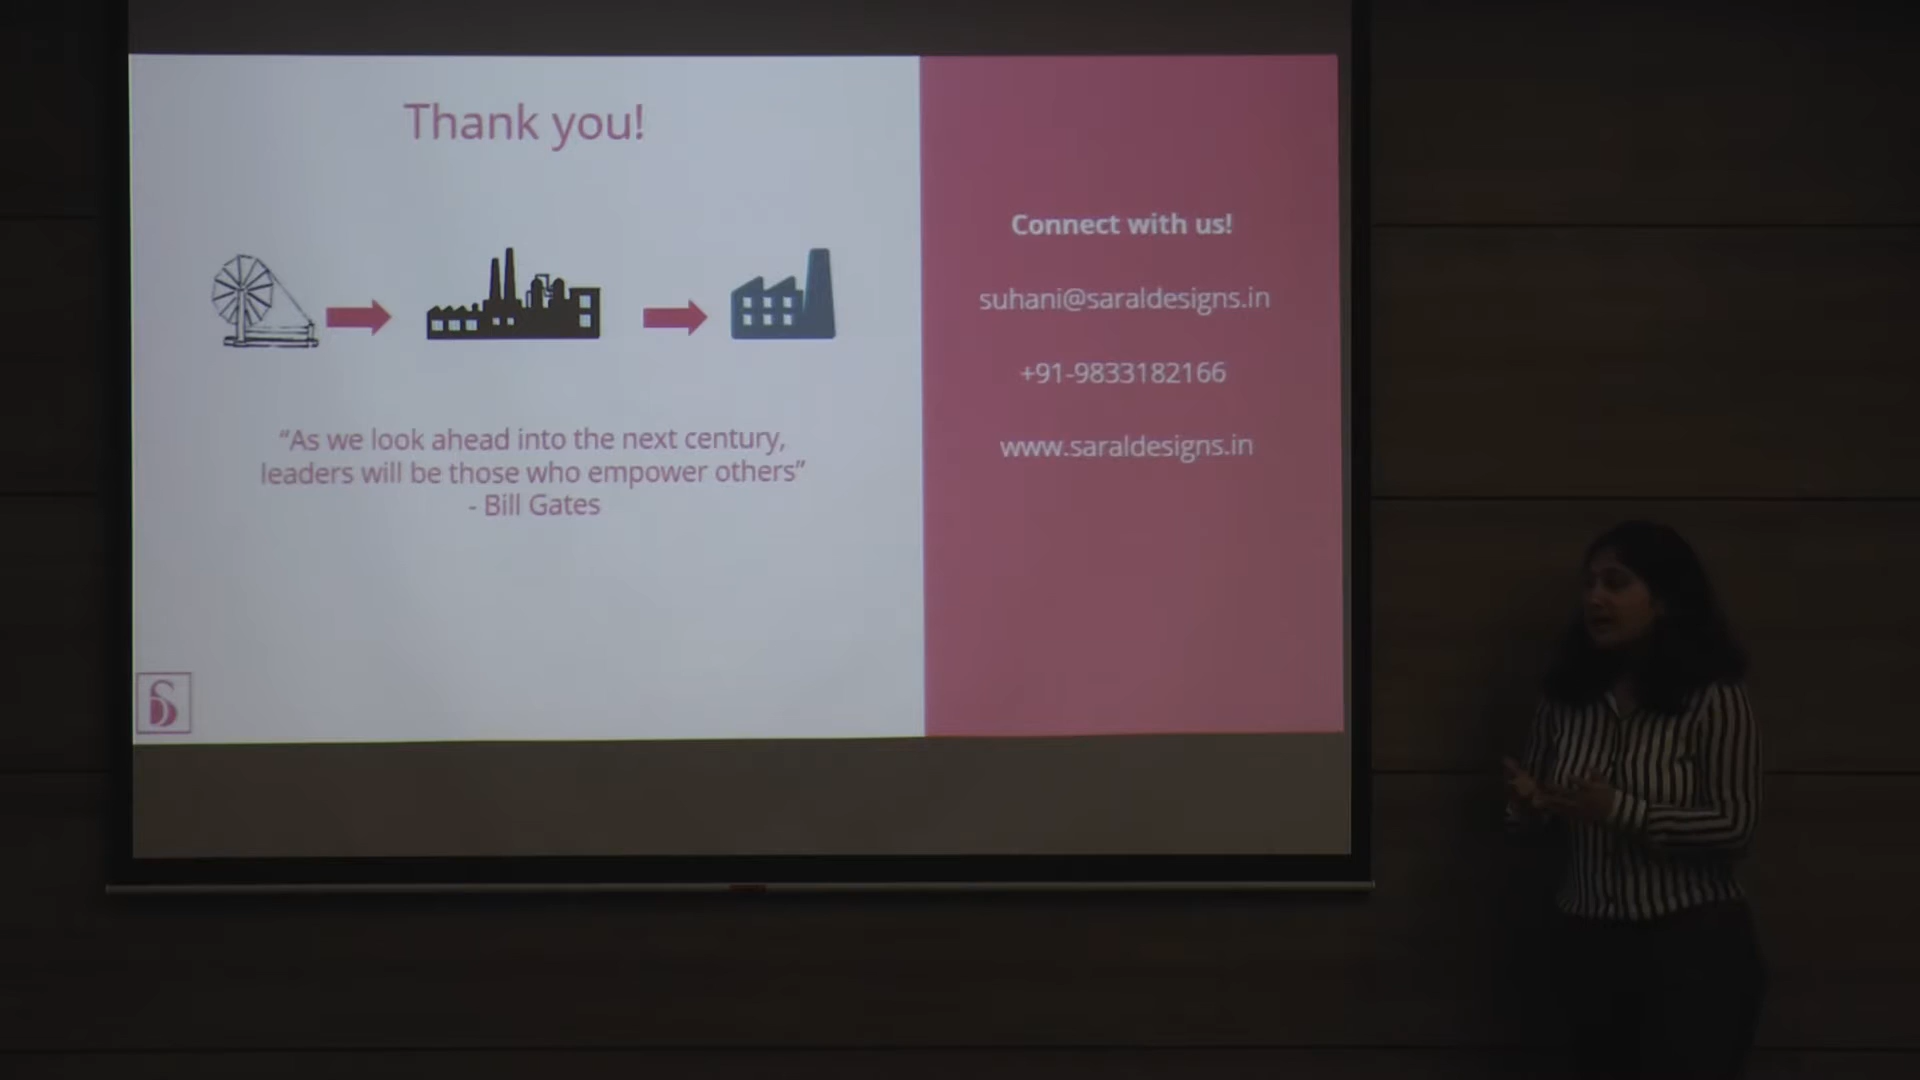 Thank you!
“As we look ahead into the next century,
leaders will be those who empower others”
- Bill Gates
Connect with us!
suhani@saraldesigns.in
+91-9833182166
www.saraldesigns.in